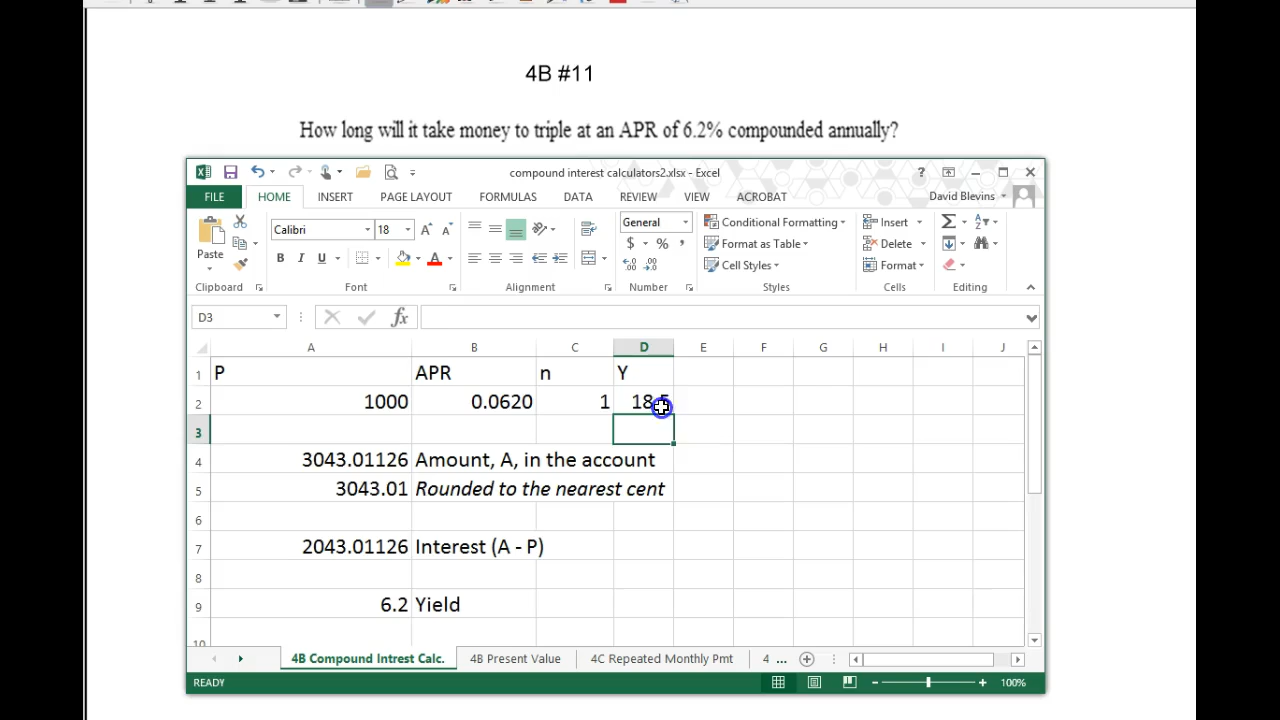 4B #11
How long will it take money to triple at an APR of 6.2% compounded annually?
compound interest calculators2.xlsx - Excel
?
FILE HOME INSERT PAGE LAYOUT FORMULAS DATA REVIEW VIEW ACROBAT David Blevins
Paste
Calibri 18
B I U
General
$ % ,
Conditional Formatting
Format as Table
Cell Styles
Insert
Delete
Format
Clipboard Font Alignment Number Styles Cells Editing
D3 fx
A B C D E F G H I J
1 P APR n Y
2 1000 0.0620 1 18.5
3
4 3043.01126 Amount, A, in the account
5 3043.01 Rounded to the nearest cent
6
7 2043.01126 Interest (A - P)
8
9 6.2 Yield
10
4B Compound Intrest Calc. 4B Present Value 4C Repeated Monthly Pmt 4 ...
READY 100%